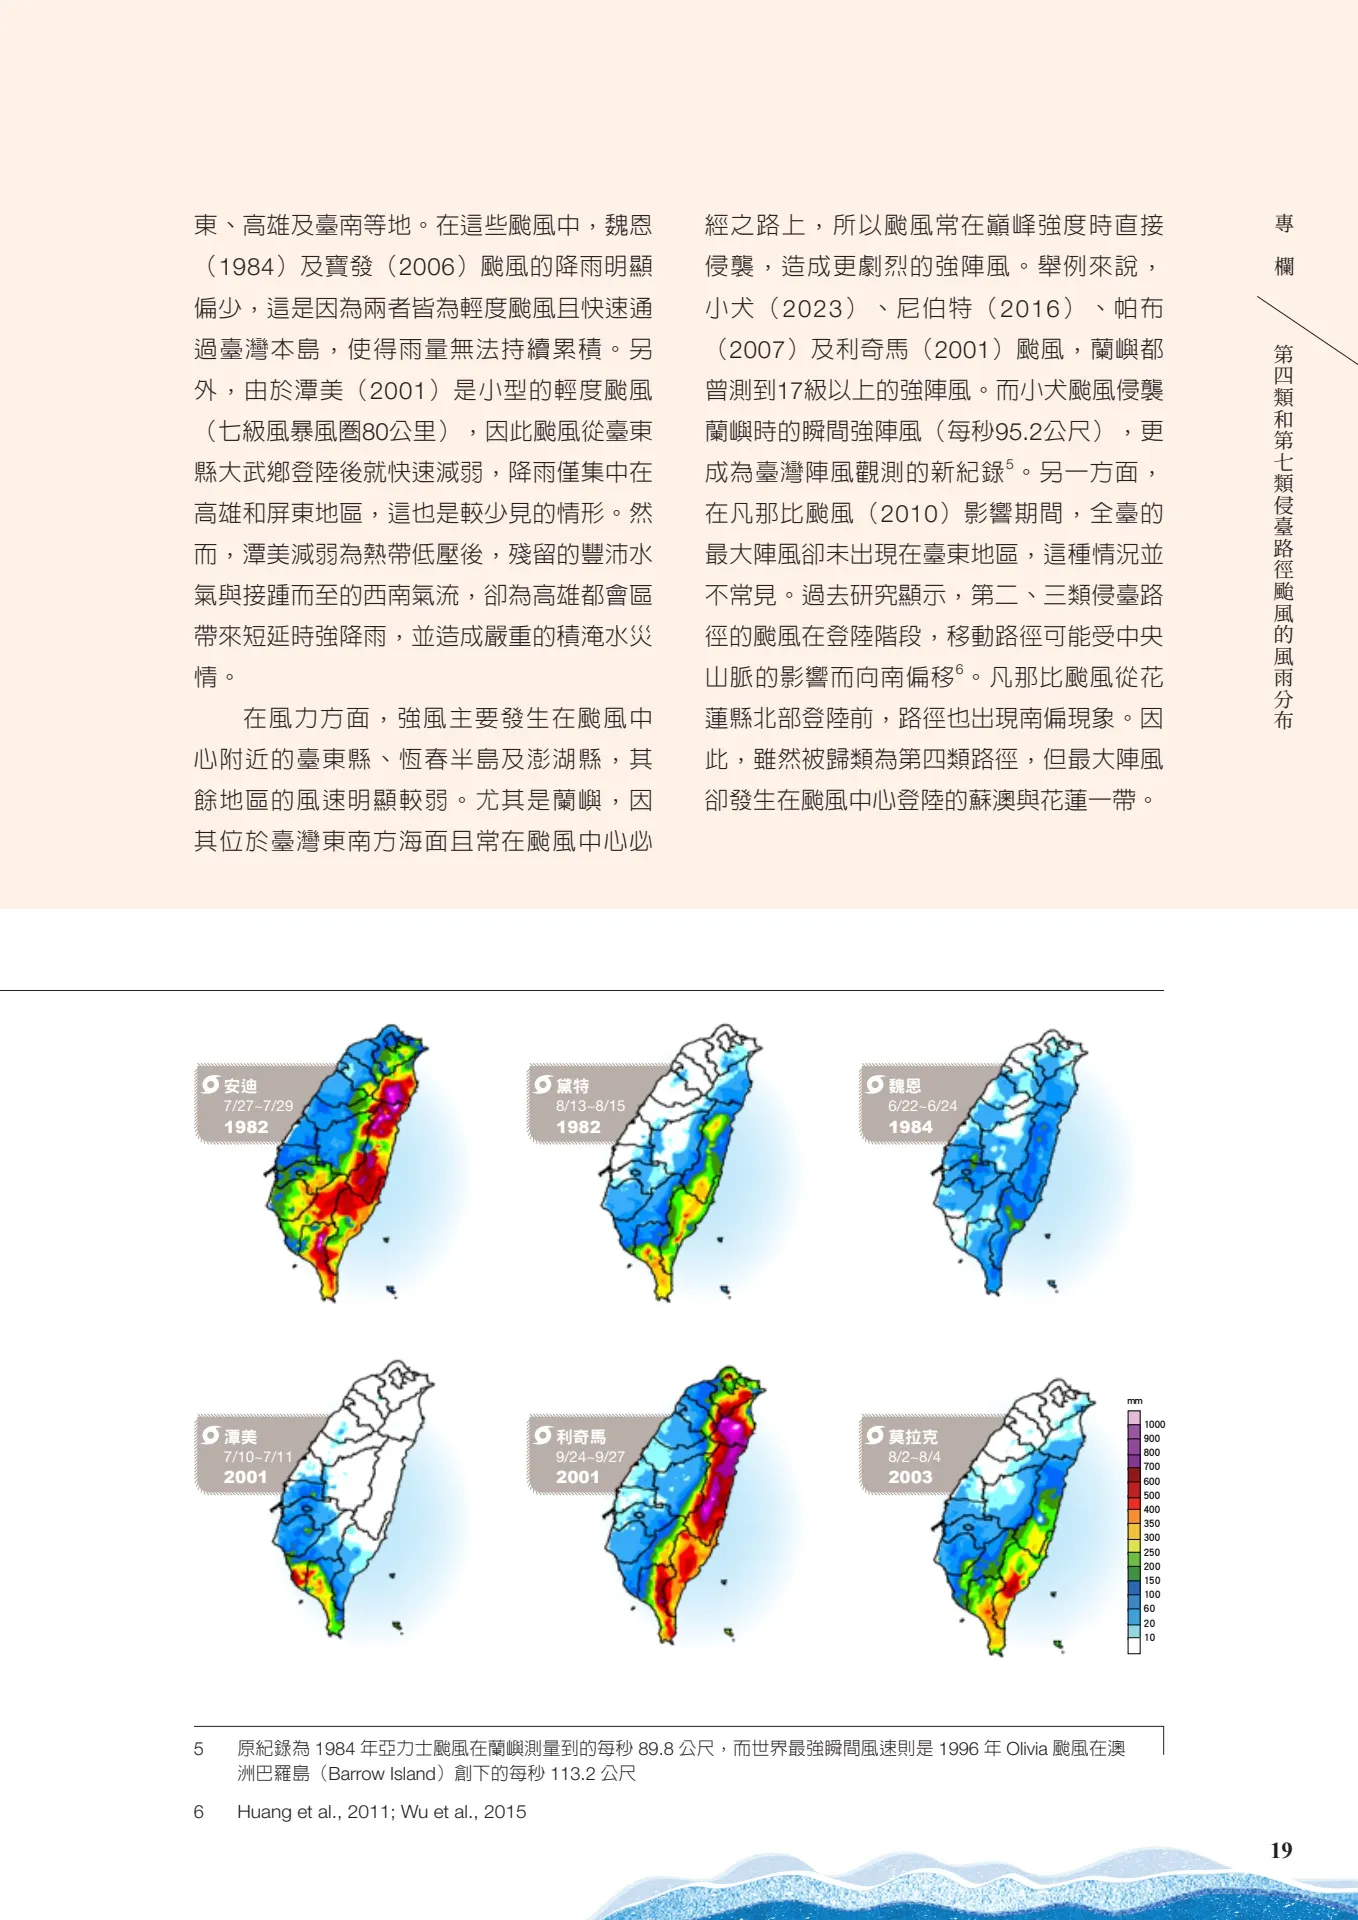 東、高雄及臺南等地。在這些颱風中，魏恩
（1984）及寶發（2006）颱風的降雨明顯
偏少，這是因為兩者皆為輕度颱風且快速通
過臺灣本島，使得雨量無法持續累積。另
外，由於潭美（2001）是小型的輕度颱風
（七級風暴風圈80公里），因此颱風從臺東
縣大武鄉登陸後就快速減弱，降雨僅集中在
高雄和屏東地區，這也是較少見的情形。然
而，潭美減弱為熱帶低壓後，殘留的豐沛水
氣與接踵而至的西南氣流，卻為高雄都會區
帶來短延時強降雨，並造成嚴重的積淹水災
情。
在風力方面，強風主要發生在颱風中
心附近的臺東縣、恆春半島及澎湖縣，其
餘地區的風速明顯較弱。尤其是蘭嶼，因
其位於臺灣東南方海面且常在颱風中心必
經之路上，所以颱風常在巔峰強度時直接
侵襲，造成更劇烈的強陣風。舉例來說，
小犬（2023）、尼伯特（2016）、帕布
（2007）及利奇馬（2001）颱風，蘭嶼都
曾測到17級以上的強陣風。而小犬颱風侵襲
蘭嶼時的瞬間強陣風（每秒95.2公尺），更
成為臺灣陣風觀測的新紀錄5。另一方面，
在凡那比颱風（2010）影響期間，全臺的
最大陣風卻未出現在臺東地區，這種情況並
不常見。過去研究顯示，第二、三類侵臺路
徑的颱風在登陸階段，移動路徑可能受中央
山脈的影響而向南偏移6。凡那比颱風從花
蓮縣北部登陸前，路徑也出現南偏現象。因
此，雖然被歸類為第四類路徑，但最大陣風
卻發生在颱風中心登陸的蘇澳與花蓮一帶。
專欄
第四類和第七類侵臺路徑颱風的風雨分布
安迪
7/27~7/29
1982
黛特
8/13~8/15
1982
魏恩
6/22~6/24
1984
潭美
7/10~7/11
2001
利奇馬
9/24~9/27
2001
莫拉克
8/2~8/4
2003
mm
1000
900
800
700
600
500
400
350
300
250
200
150
100
60
20
10
5 原紀錄為 1984 年亞力士颱風在蘭嶼測量到的每秒 89.8 公尺，而世界最強瞬間風速則是 1996 年 Olivia 颱風在澳
洲巴羅島（Barrow Island）創下的每秒 113.2 公尺
6 Huang et al., 2011; Wu et al., 2015
19